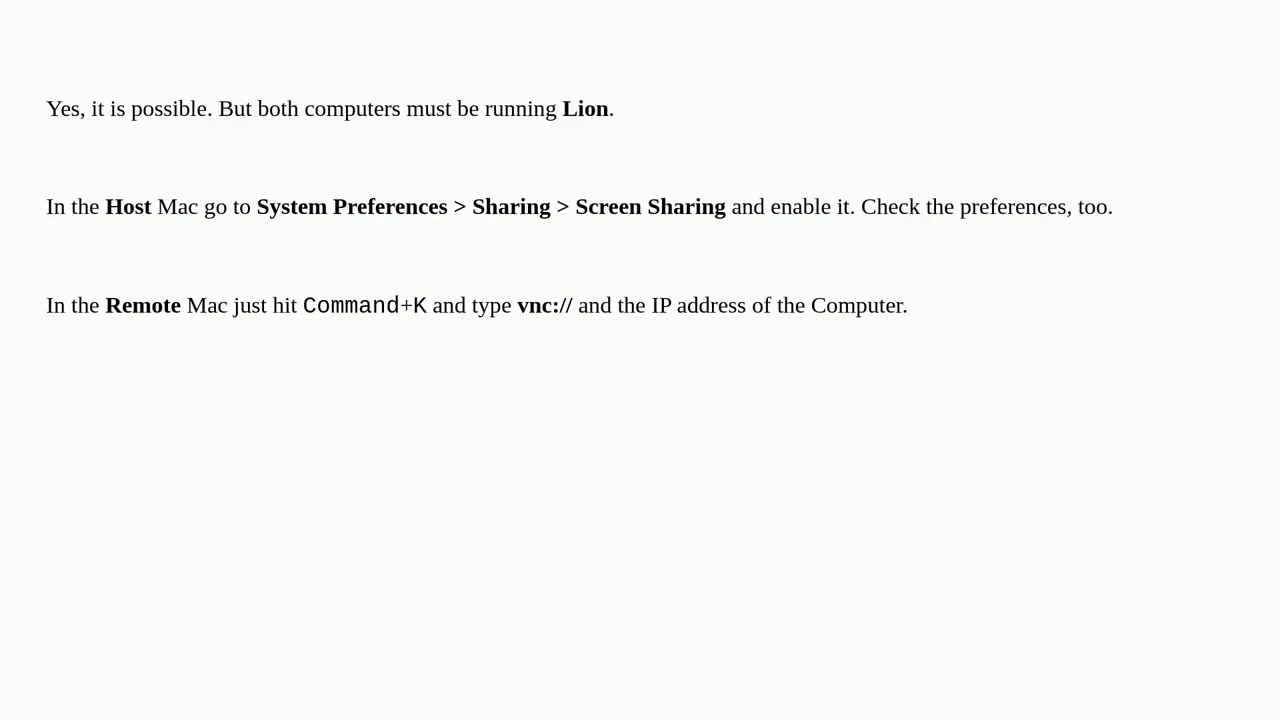 Yes, it is possible. But both computers must be running Lion.
In the Host Mac go to System Preferences > Sharing > Screen Sharing and enable it. Check the preferences, too.
In the Remote Mac just hit Command+K and type vnc:// and the IP address of the Computer.